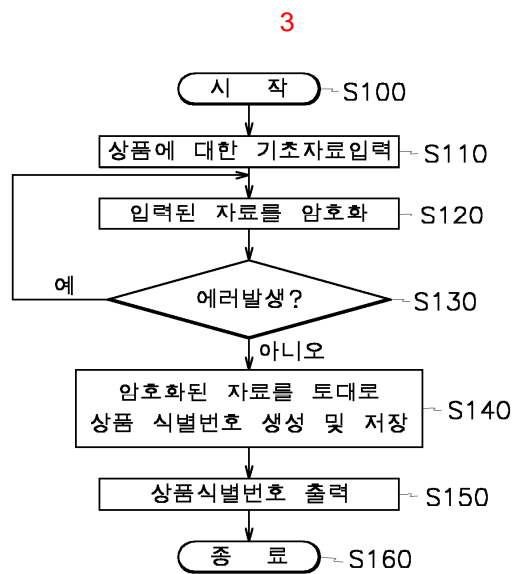 3
시 작
S100
상품에 대한 기초자료입력
S110
입력된 자료를 암호화
S120
에러발생?
S130
예
아니오
암호화된 자료를 토대로
상품 식별번호 생성 및 저장
S140
상품식별번호 출력
S150
종 료
S160